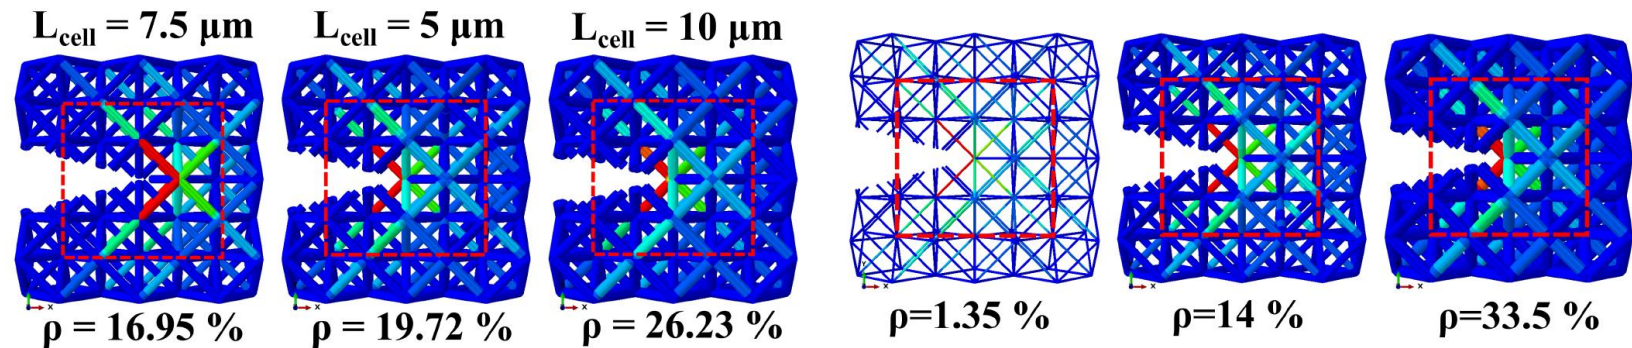 L_cell = 7.5 μm
L_cell = 5 μm
L_cell = 10 μm
ρ = 16.95 %
ρ = 19.72 %
ρ = 26.23 %
ρ=1.35 %
ρ=14 %
ρ=33.5 %